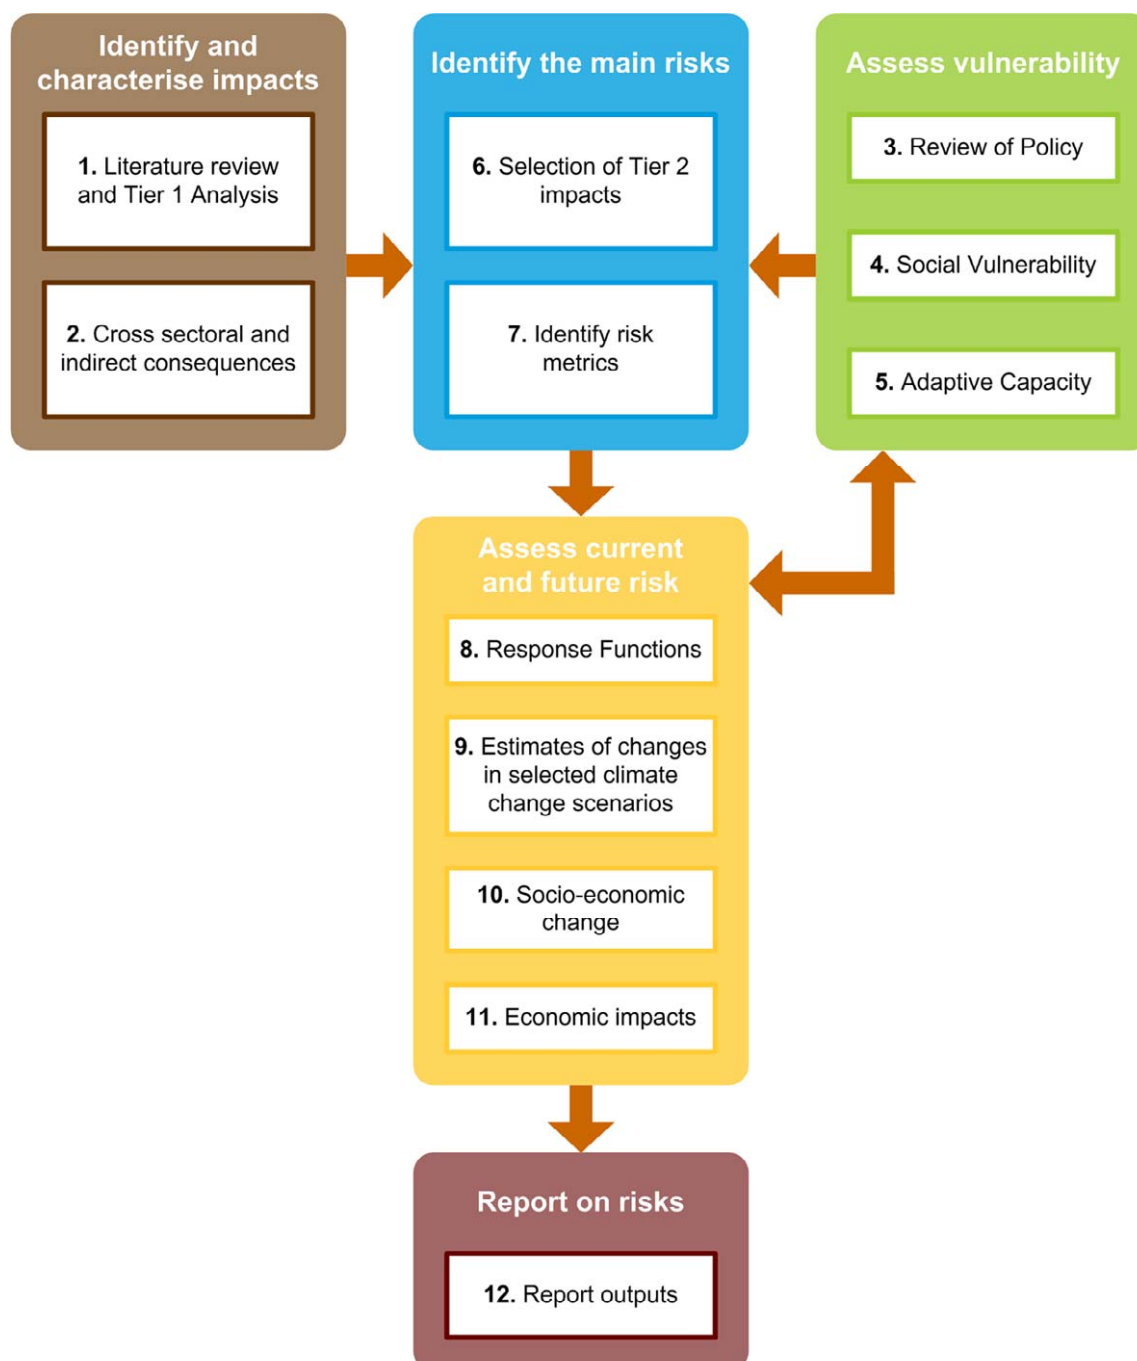 Identify and
characterise impacts
1. Literature review
and Tier 1 Analysis
2. Cross sectoral and
indirect consequences
Identify the main risks
6. Selection of Tier 2
impacts
7. Identify risk
metrics
Assess vulnerability
3. Review of Policy
4. Social Vulnerability
5. Adaptive Capacity
Assess current
and future risk
8. Response Functions
9. Estimates of changes
in selected climate
change scenarios
10. Socio-economic
change
11. Economic impacts
Report on risks
12. Report outputs